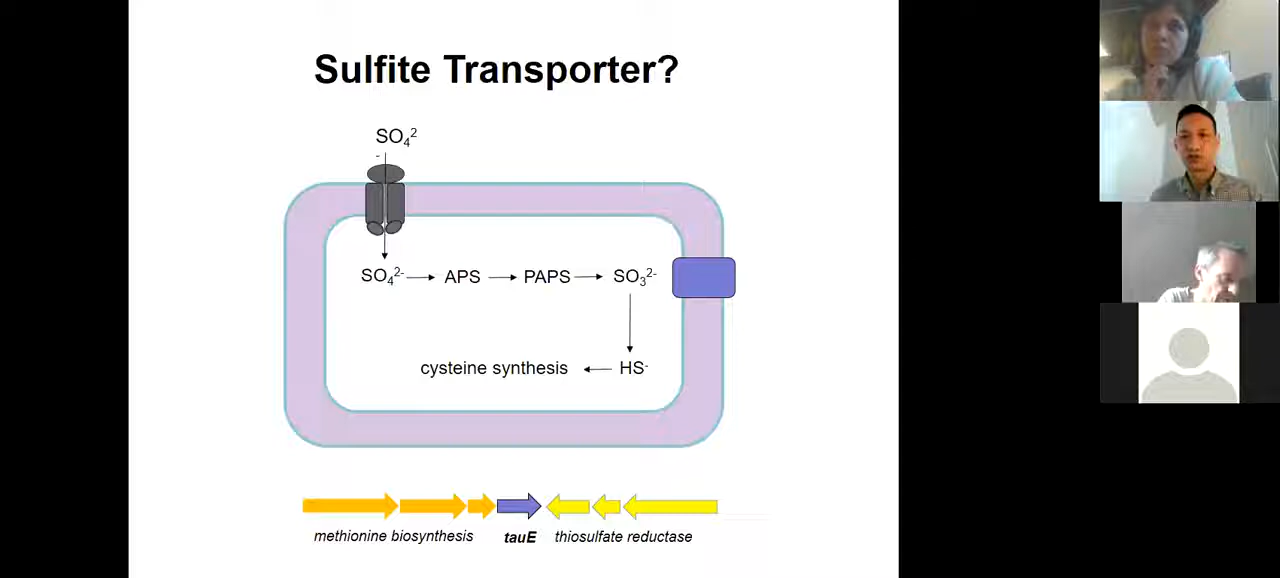 Sulfite Transporter?
SO₄²
-
SO₄²⁻ APS PAPS SO₃²⁻
cysteine synthesis HS⁻
methionine biosynthesis tauE thiosulfate reductase